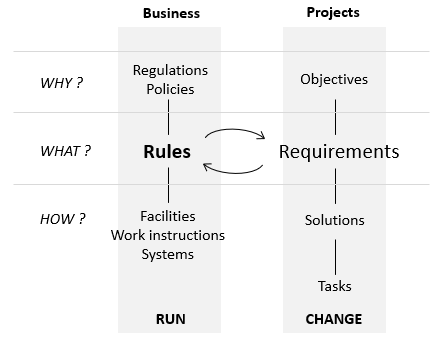 Business Projects
WHY ? Regulations Objectives
Policies
WHAT ? Rules Requirements
HOW ? Facilities Solutions
Work instructions
Systems
Tasks
RUN CHANGE